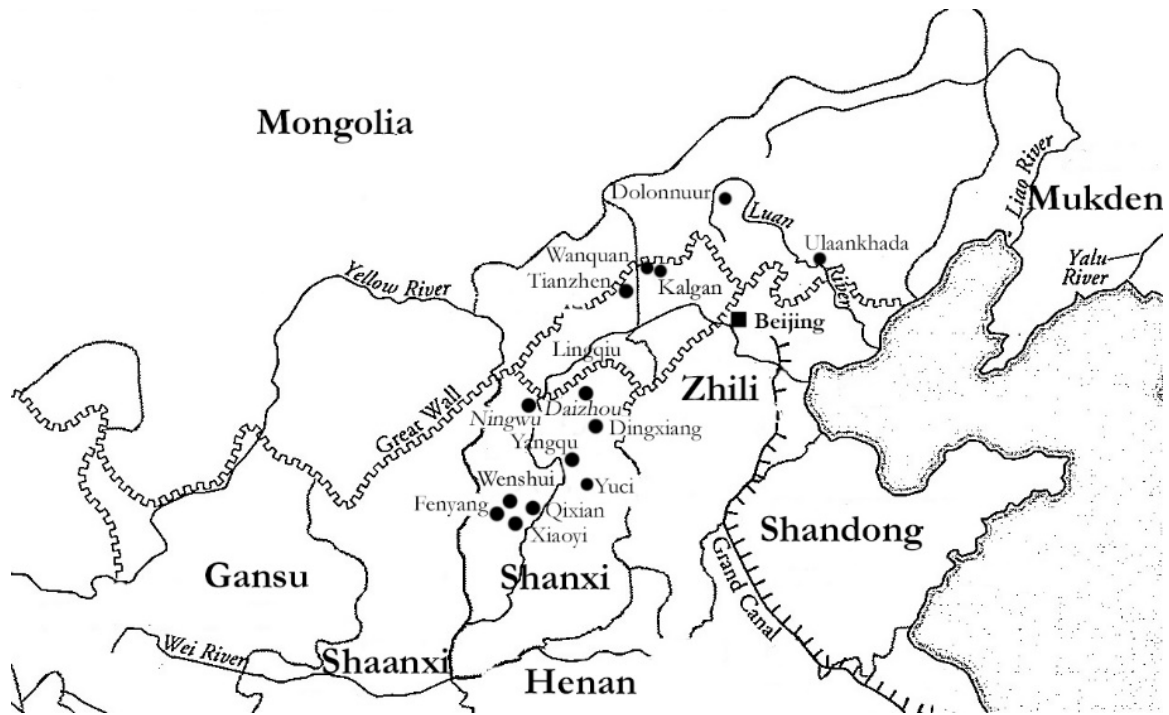 Mongolia
Dolonnuur
Luan
River
Liao River
Mukden
Ulaankhada
Yalu
River
Wanquan
Tianzhen
Kalgan
Yellow River
Beijing
Lingqiu
Zhili
Great Wall
Ningwu
Daizhou
Dingxiang
Yangqu
Wenshui
Yuci
Fenyang
Qixian
Xiaoyi
Shandong
Grand Canal
Gansu
Shanxi
Wei River
Shaanxi
Henan